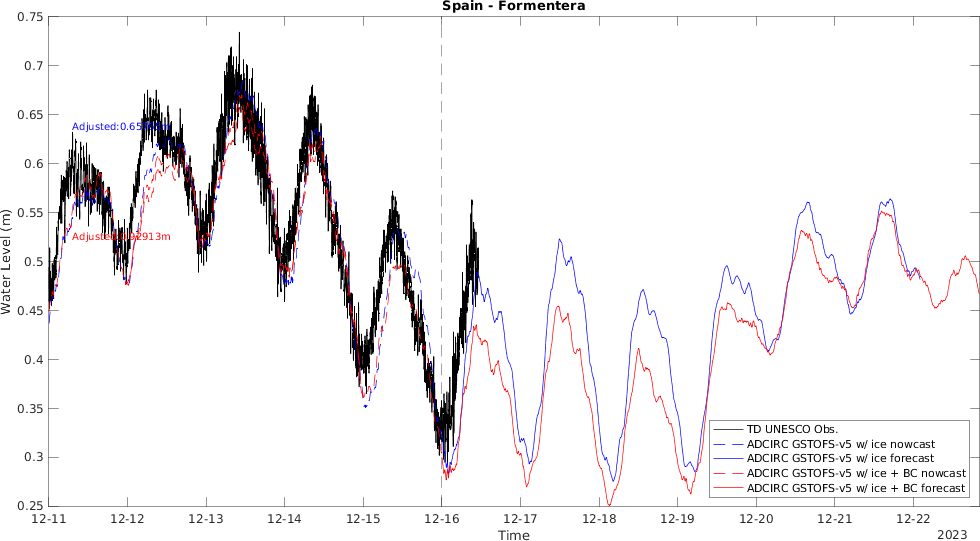 Spain - Formentera
0.75
0.7
0.65
0.6
0.55
0.5
0.45
0.4
0.35
0.3
0.25
Water Level (m)
Adjusted:0.65
Adjusted:
TD UNESCO Obs.
ADCIRC GSTOFS-v5 w/ ice nowcast
ADCIRC GSTOFS-v5 w/ ice forecast
ADCIRC GSTOFS-v5 w/ ice + BC nowcast
ADCIRC GSTOFS-v5 w/ ice + BC forecast
12-11 12-12 12-13 12-14 12-15 12-16 12-17 12-18 12-19 12-20 12-21 12-22
Time
2023